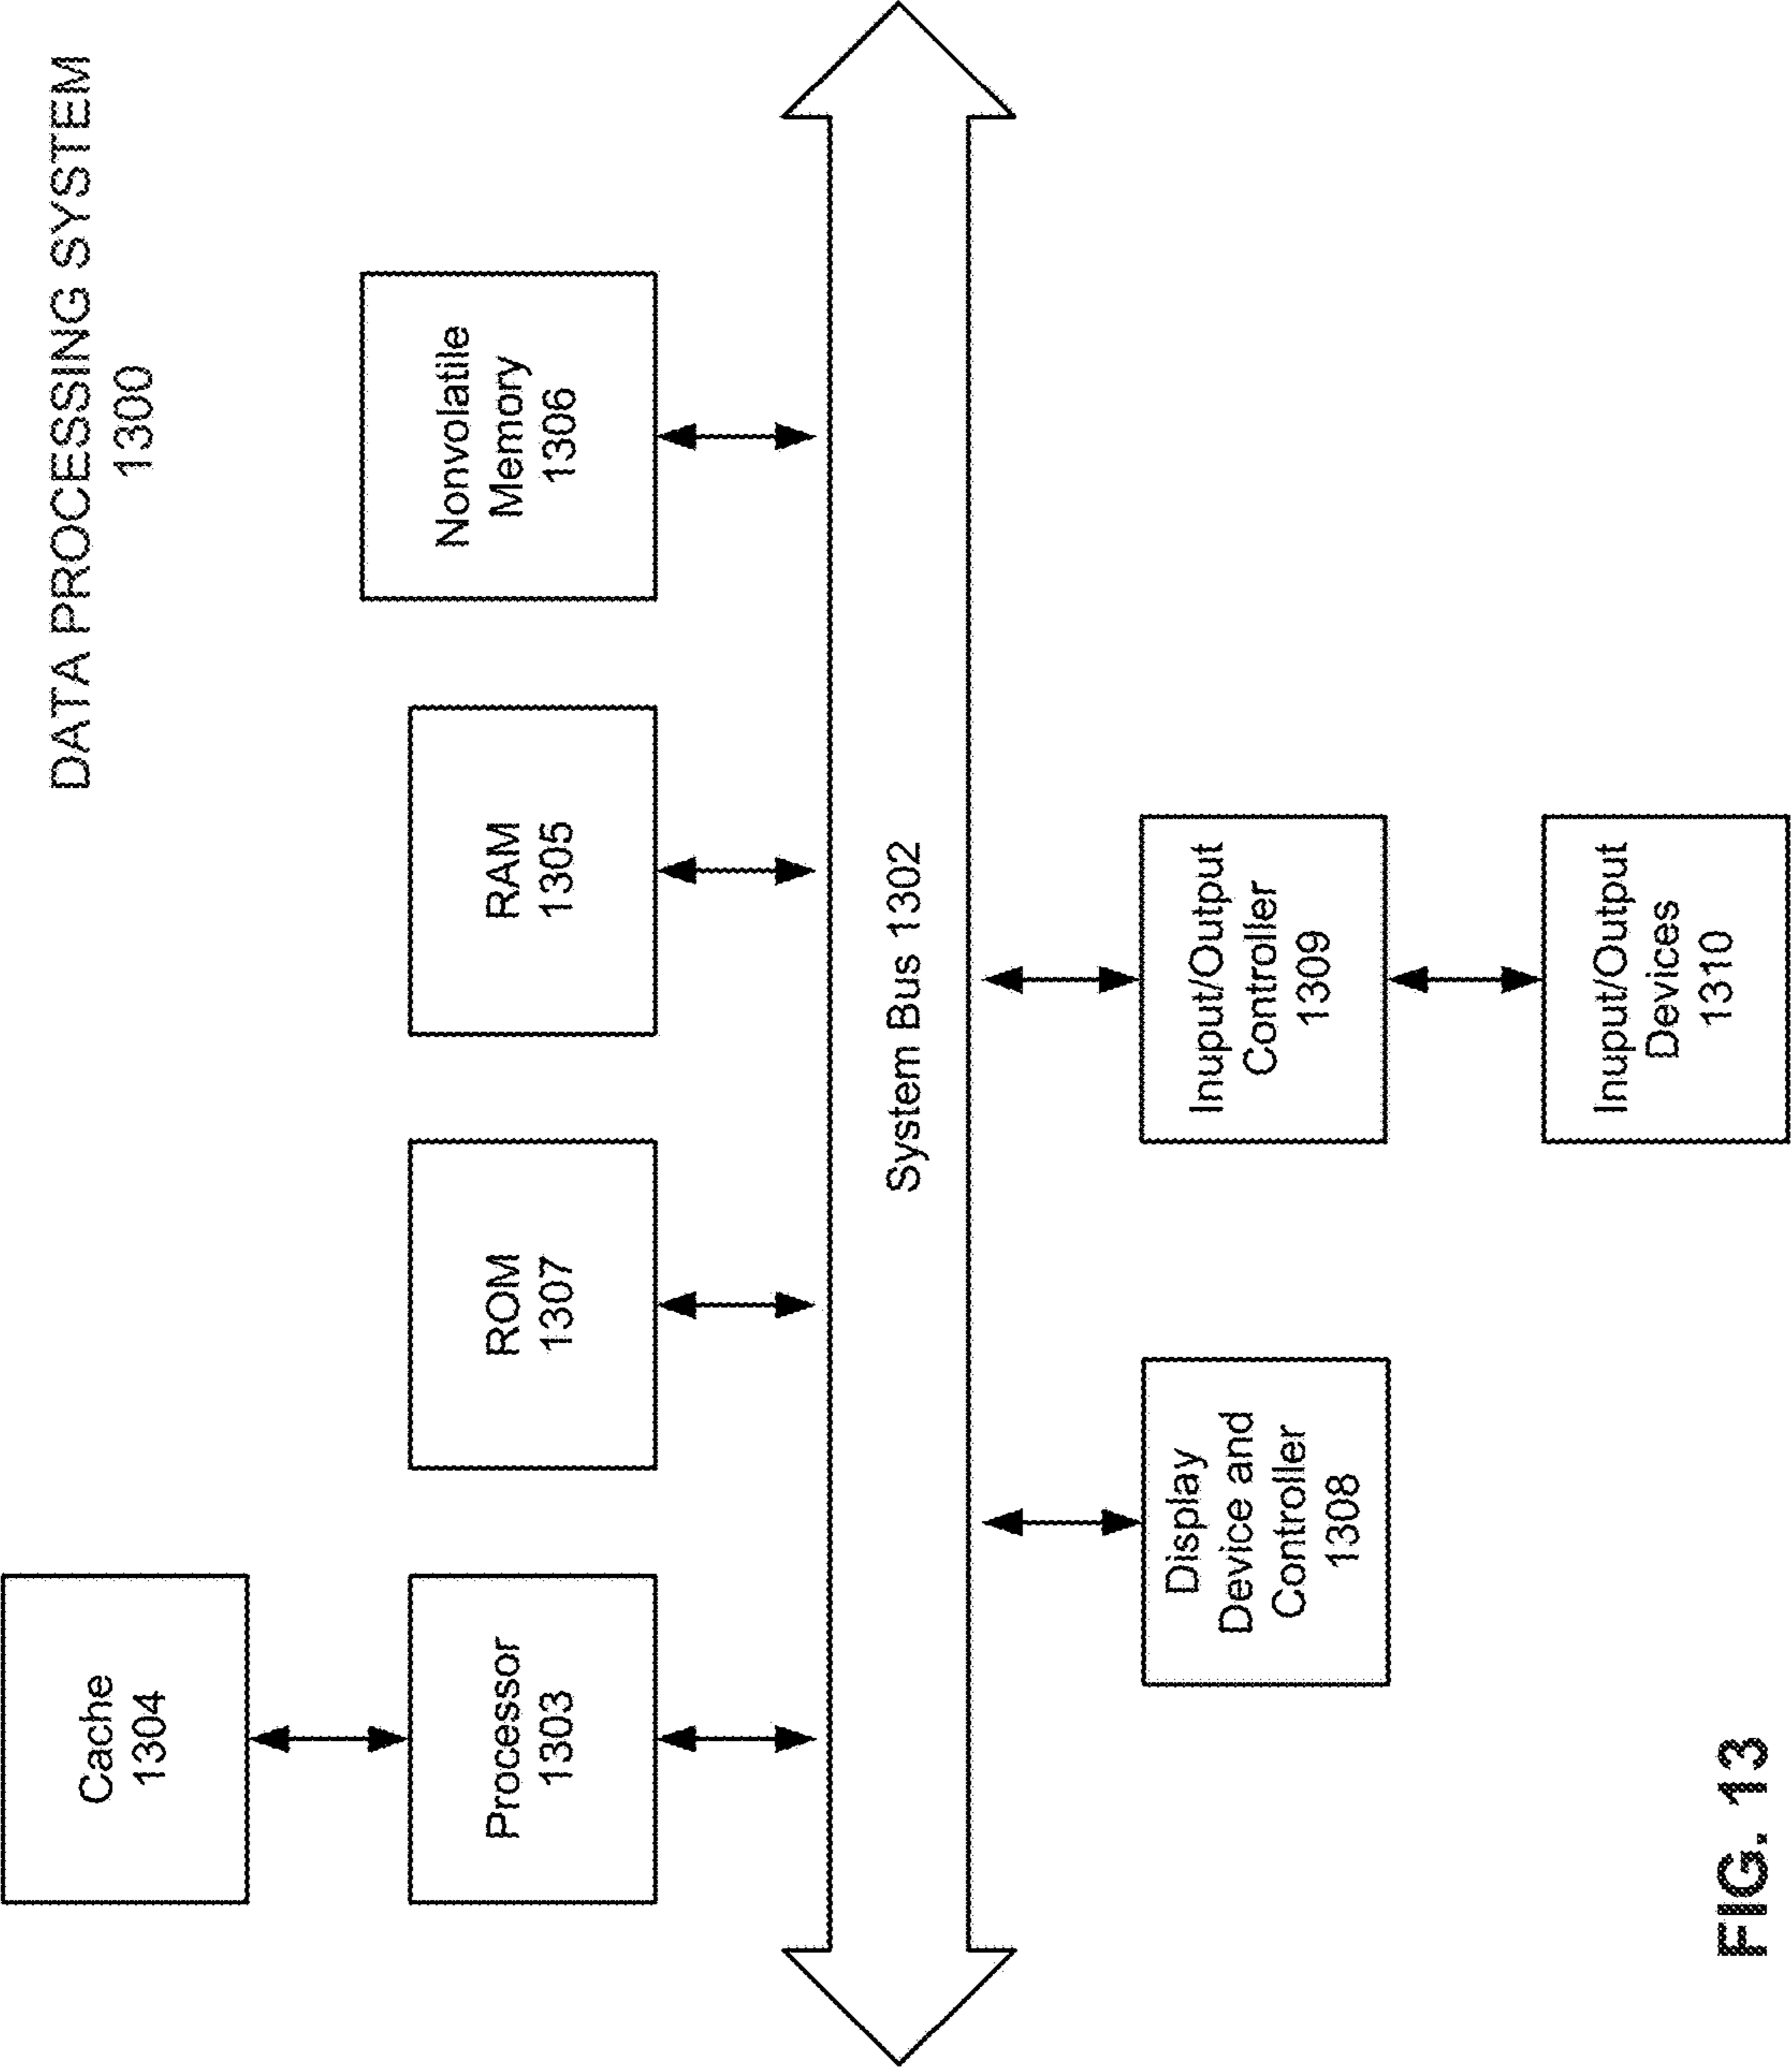 DATA PROCESSING SYSTEM
1300
Cache
1304
Processor
1303
ROM
1307
RAM
1305
Nonvolatile
Memory
1306
System Bus 1302
Display
Device and
Controller
1308
Inuput/Output
Controller
1309
Inuput/Output
Devices
1310
FIG. 13